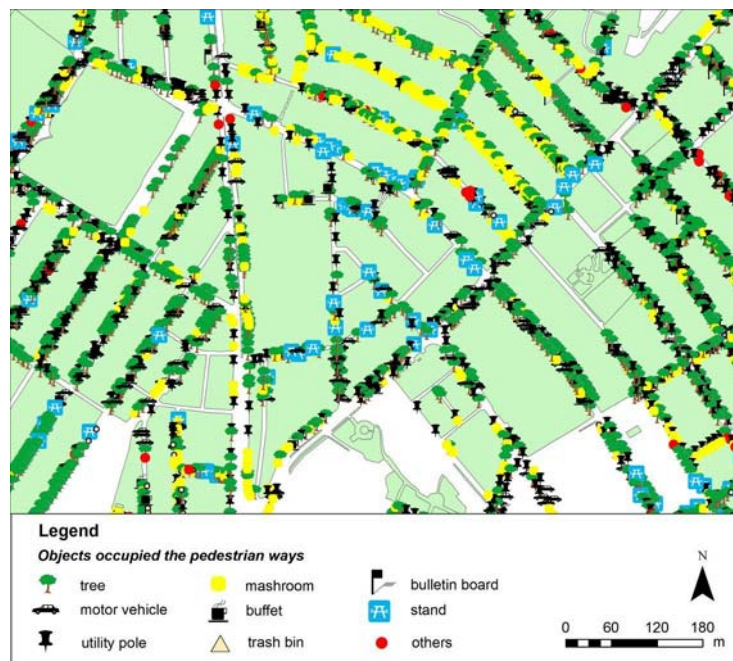 Legend
Objects occupied the pedestrian ways
tree
mashroom
bulletin board
motor vehicle
buffet
stand
utility pole
trash bin
others
N
0 30 60 120 180
m